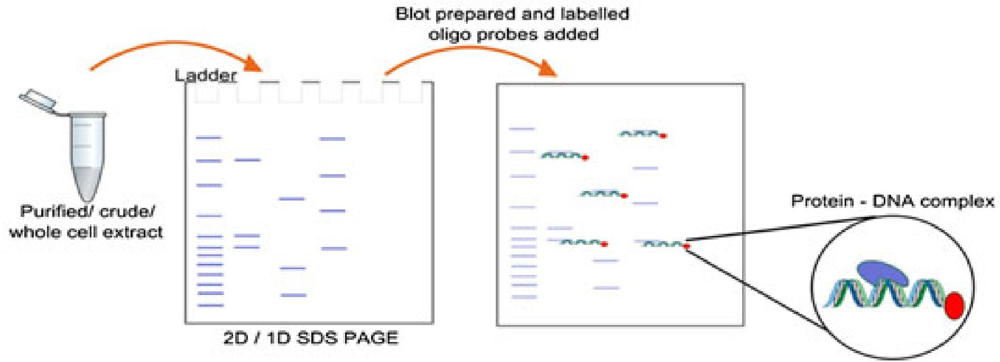 Blot prepared and labelled
oligo probes added
Ladder
Purified/ crude/
whole cell extract
2D / 1D SDS PAGE
Protein - DNA complex